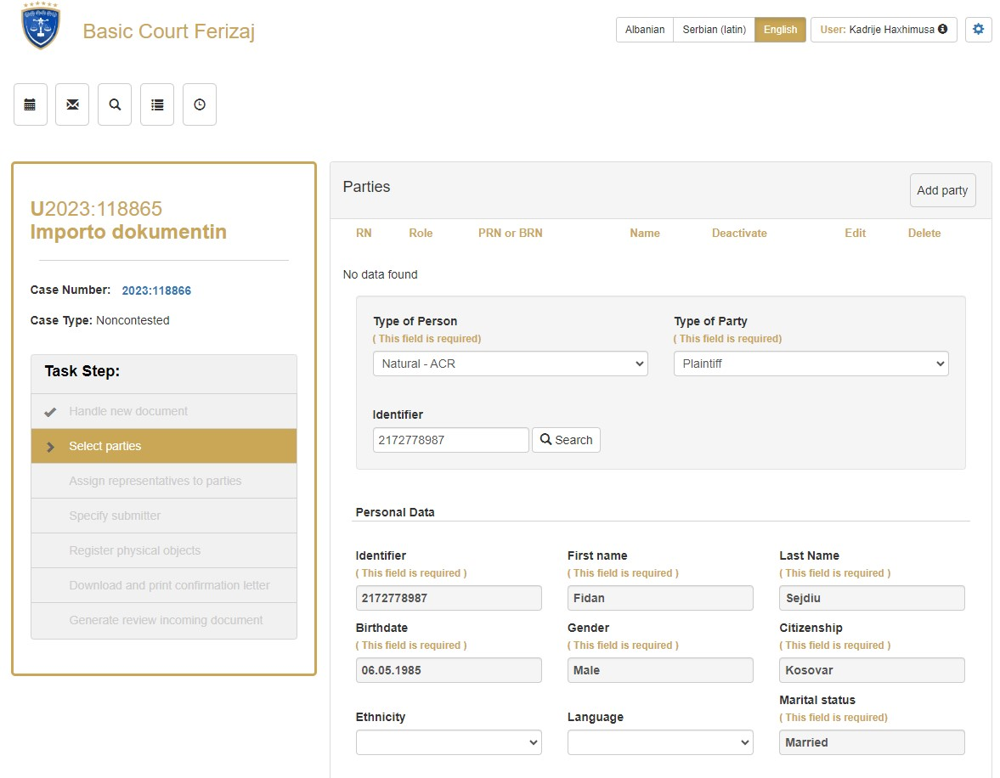 Basic Court Ferizaj
Albanian Serbian (latin) English User: Kadrije Haxhimusa
U2023:118865
Importo dokumentin
Case Number: 2023:118866
Case Type: Noncontested
Task Step:
Handle new document
Select parties
Assign representatives to parties
Specify submitter
Register physical objects
Download and print confirmation letter
Generate review incoming document
Parties
Add party
RN Role PRN or BRN Name Deactivate Edit Delete
No data found
Type of Person Type of Party
( This field is required) ( This field is required)
Natural - ACR Plaintiff
Identifier
2172778987 Search
Personal Data
Identifier First name Last Name
( This field is required ) ( This field is required ) ( This field is required )
2172778987 Fidan Sejdiu
Birthdate Gender Citizenship
( This field is required ) ( This field is required ) ( This field is required )
06.05.1985 Male Kosovar
Marital status
Ethnicity Language ( This field is required)
Married